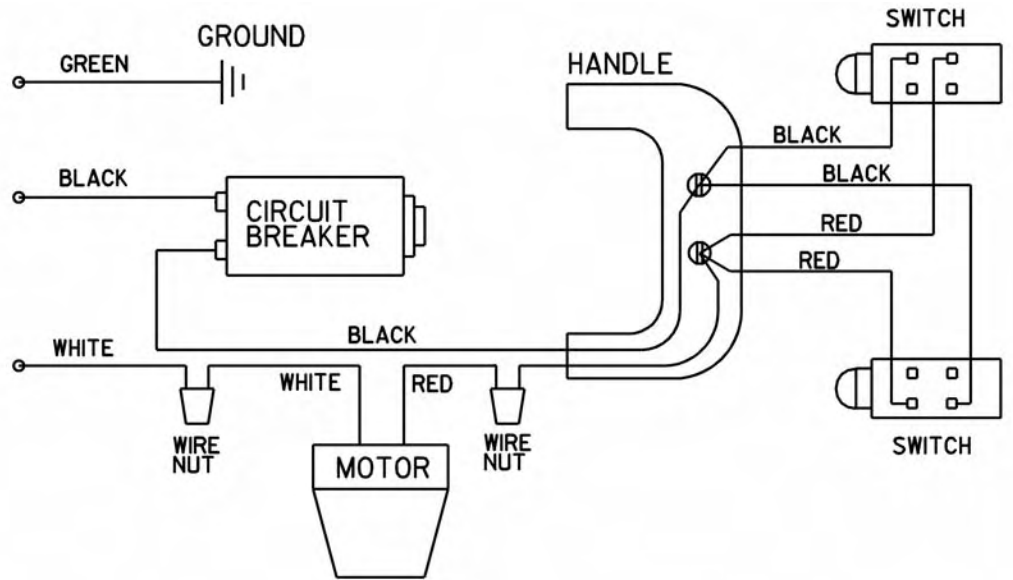 SWITCH
GROUND
GREEN
HANDLE
BLACK
BLACK
BLACK
CIRCUIT
BREAKER
RED
RED
BLACK
WHITE
WHITE
RED
WIRE
NUT
WIRE
NUT
MOTOR
SWITCH